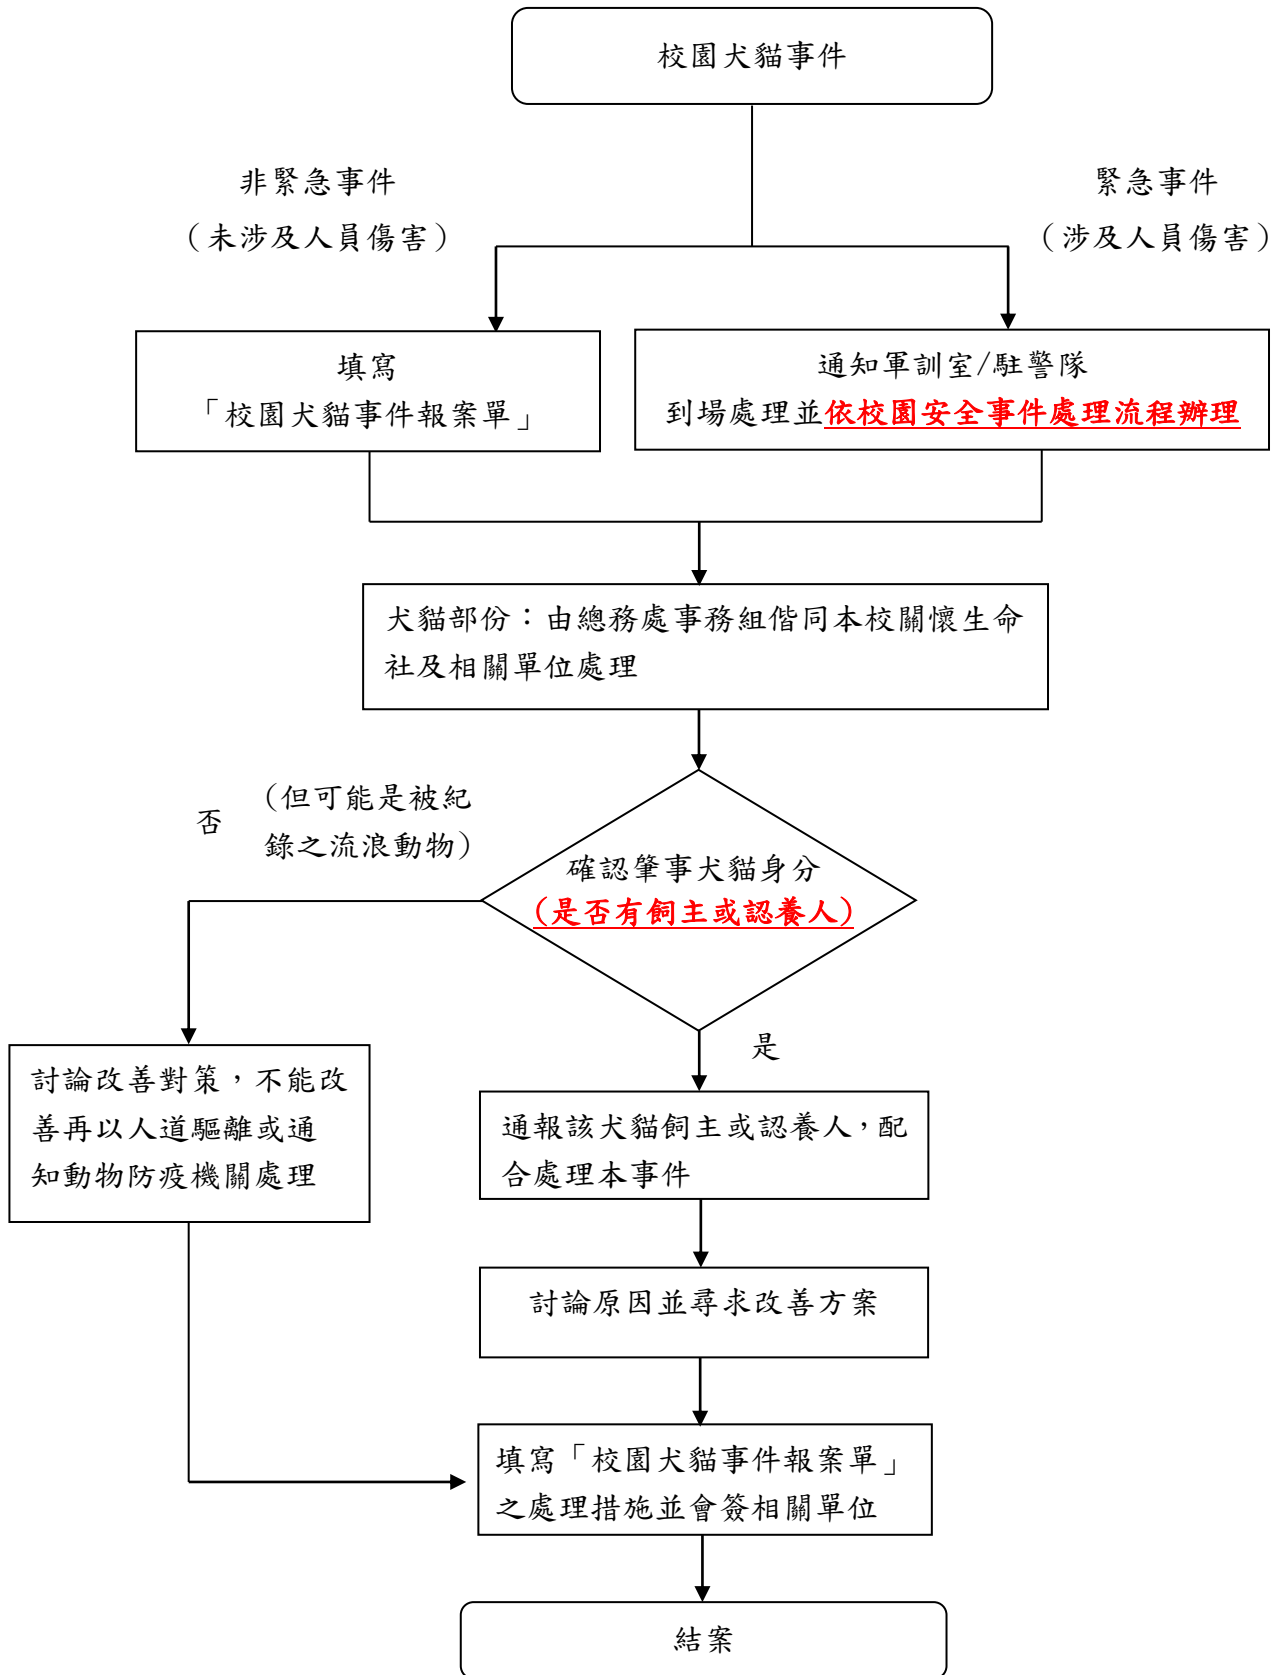 校園犬貓事件
非緊急事件
（未涉及人員傷害）
緊急事件
（涉及人員傷害）
填寫
「校園犬貓事件報案單」
通知軍訓室/駐警隊
到場處理並依校園安全事件處理流程辦理
犬貓部份：由總務處事務組偕同本校關懷生命
社及相關單位處理
否
（但可能是被紀
錄之流浪動物）
確認肇事犬貓身分
（是否有飼主或認養人）
是
討論改善對策，不能改
善再以人道驅離或通
知動物防疫機關處理
通報該犬貓飼主或認養人，配
合處理本事件
討論原因並尋求改善方案
填寫「校園犬貓事件報案單」
之處理措施並會簽相關單位
結案